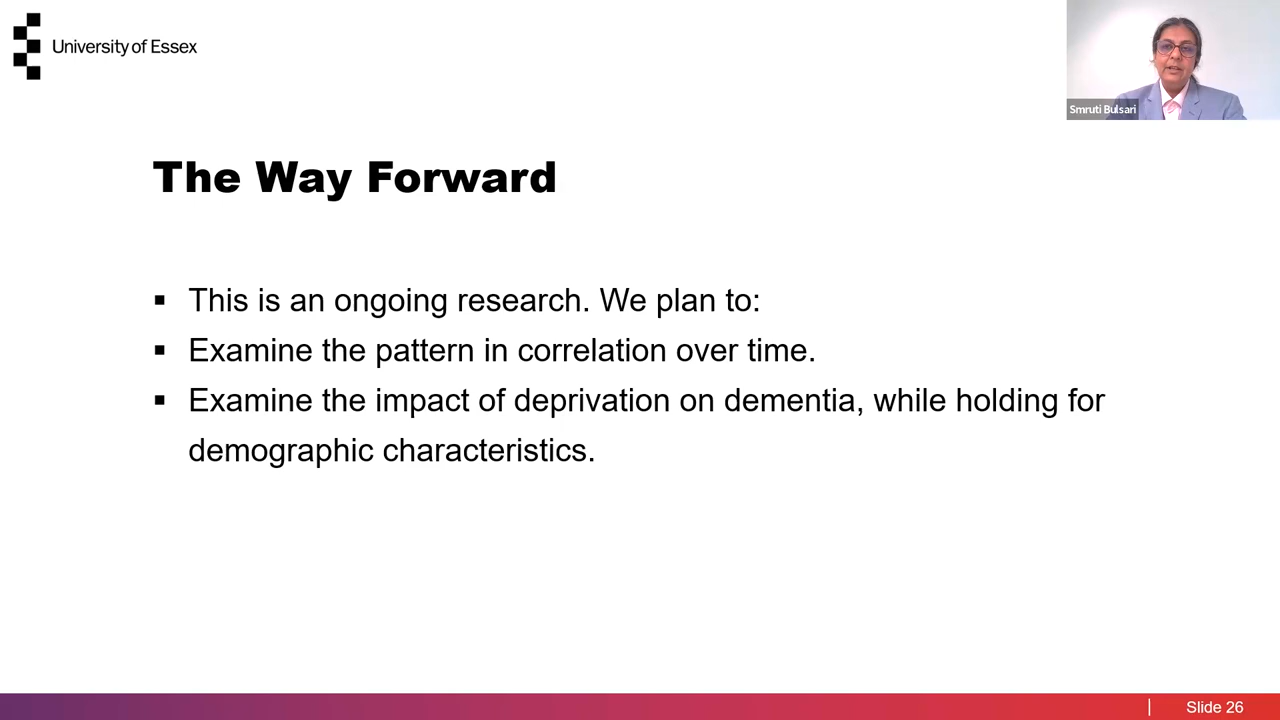 University of Essex
Smruti Bulsari
The Way Forward
▪ This is an ongoing research. We plan to:
▪ Examine the pattern in correlation over time.
▪ Examine the impact of deprivation on dementia, while holding for
demographic characteristics.
| Slide 26